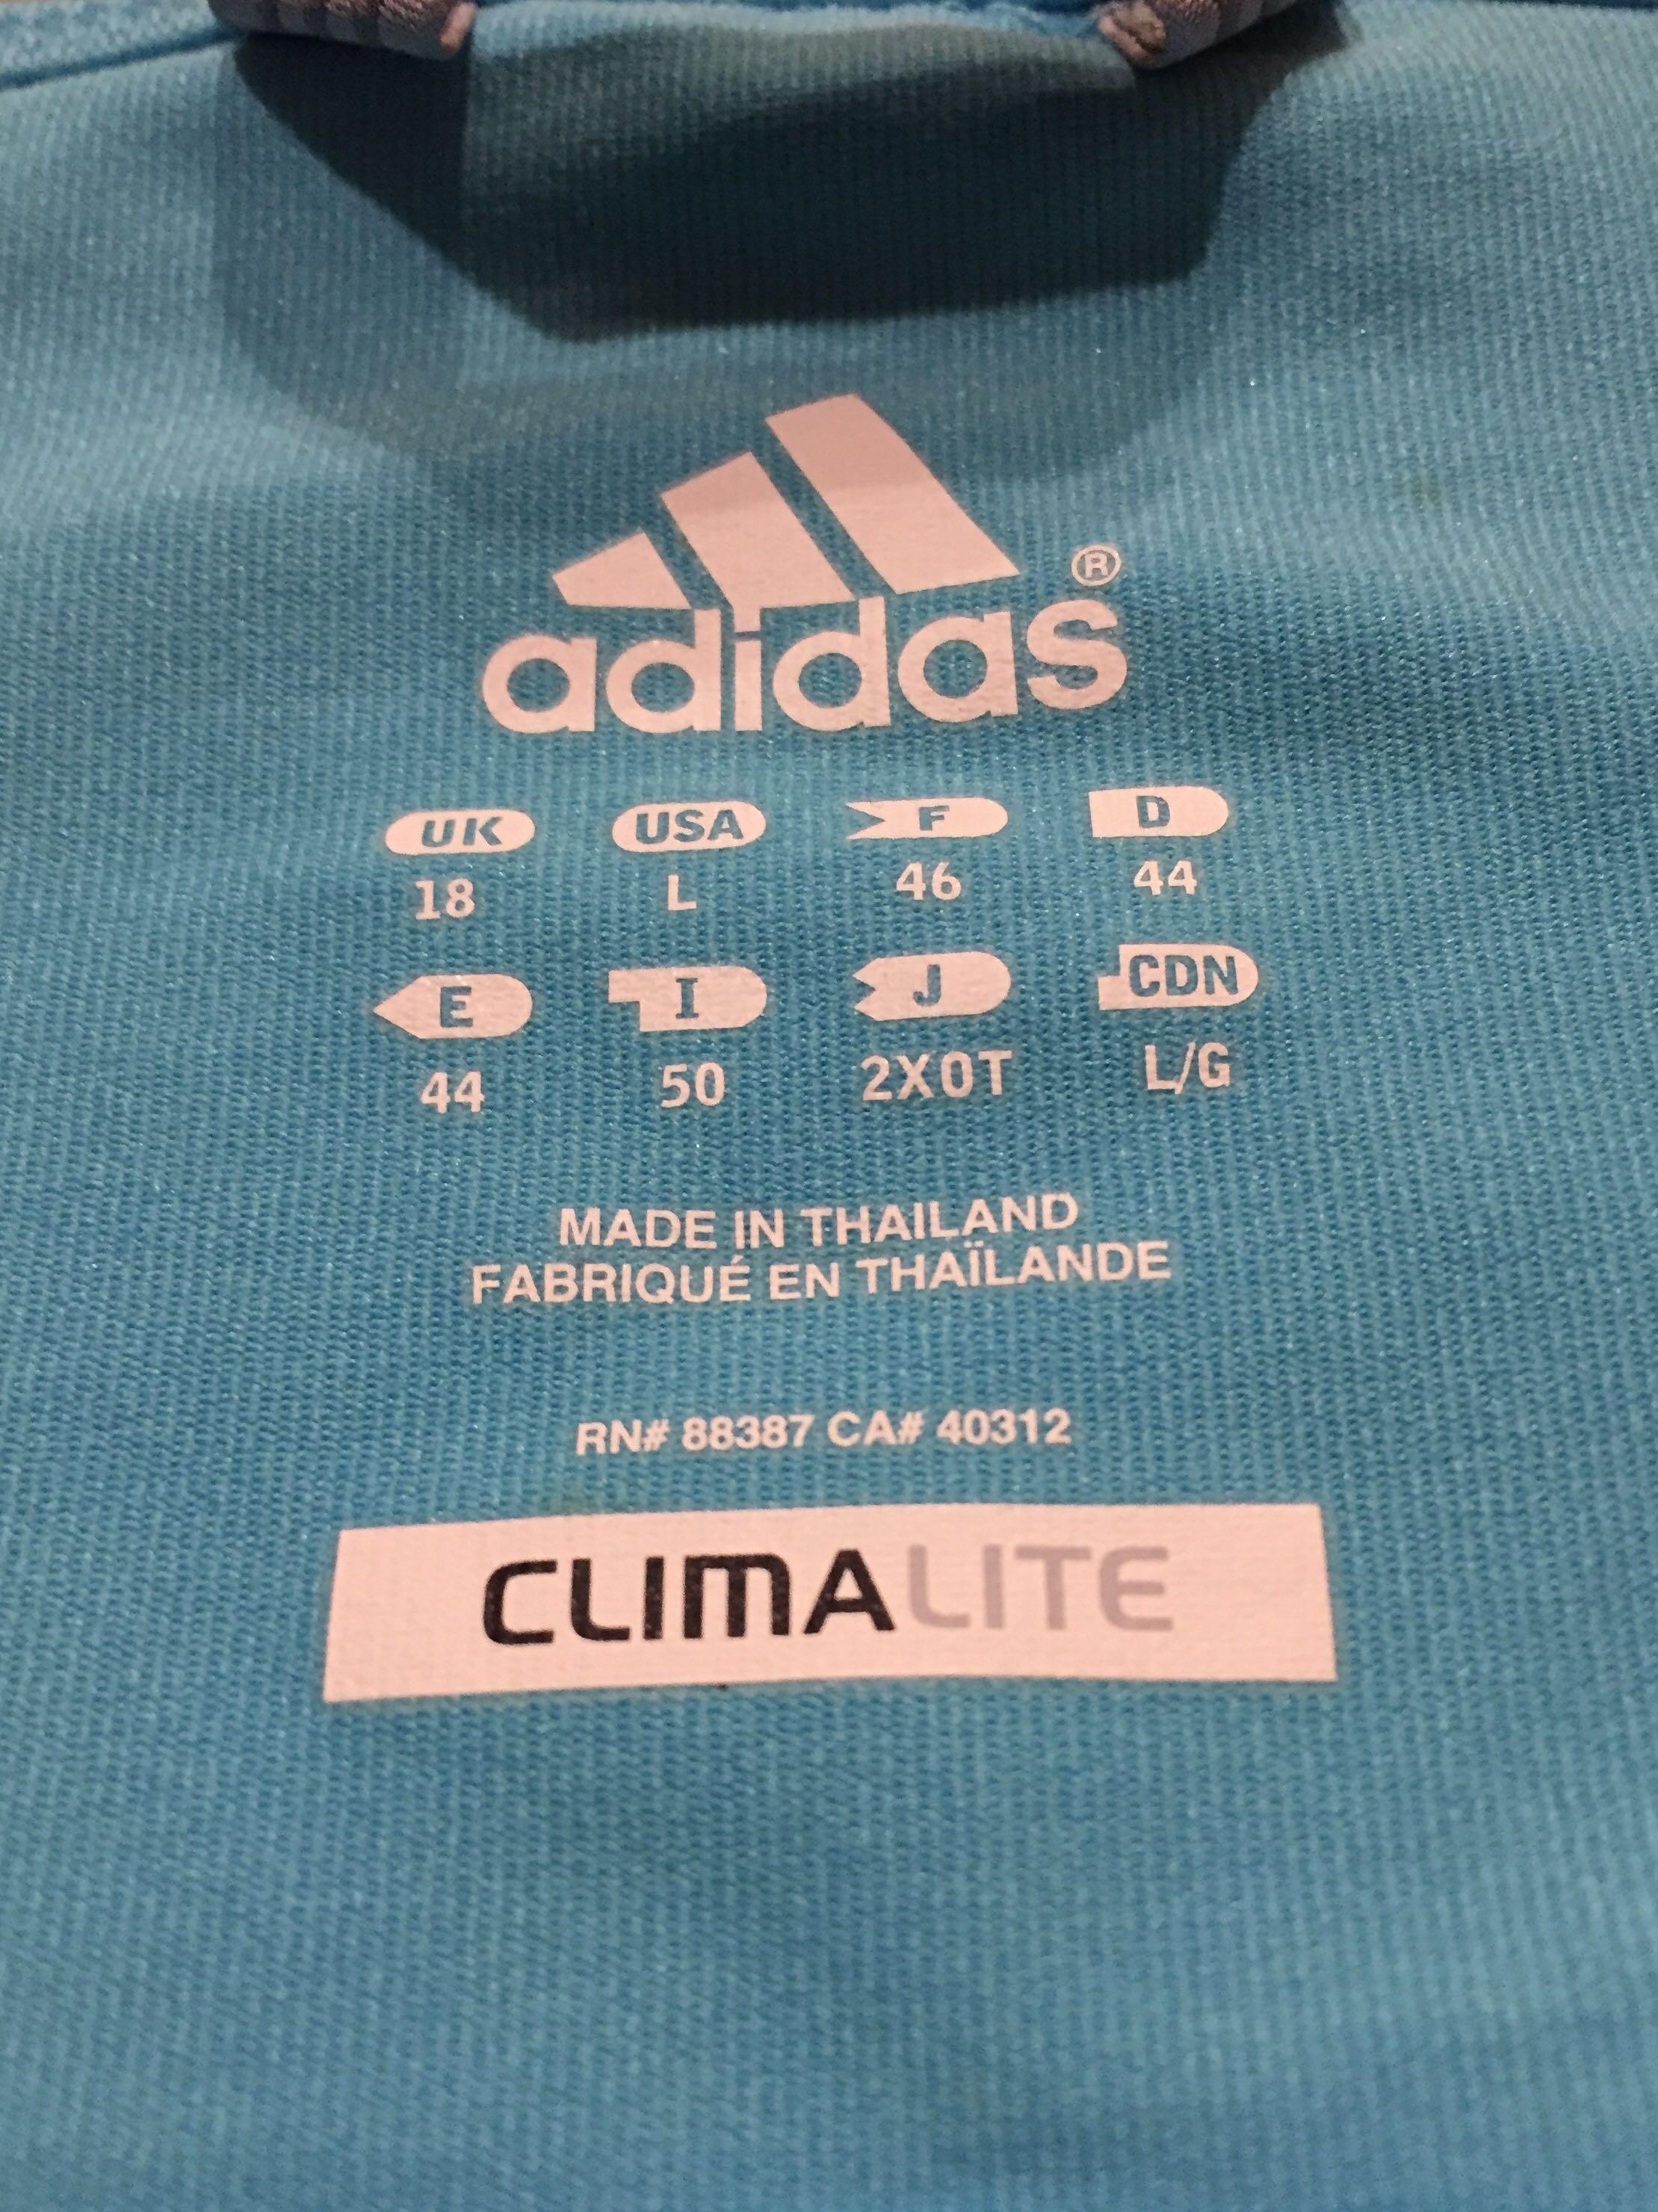 adidas®
UK USA F D
18 L 46 44
E I J CDN
44 50 2XOT L/G
MADE IN THAILAND
FABRIQUÉ EN THAÏLANDE
RN# 88387 CA# 40312
CLIMALITE